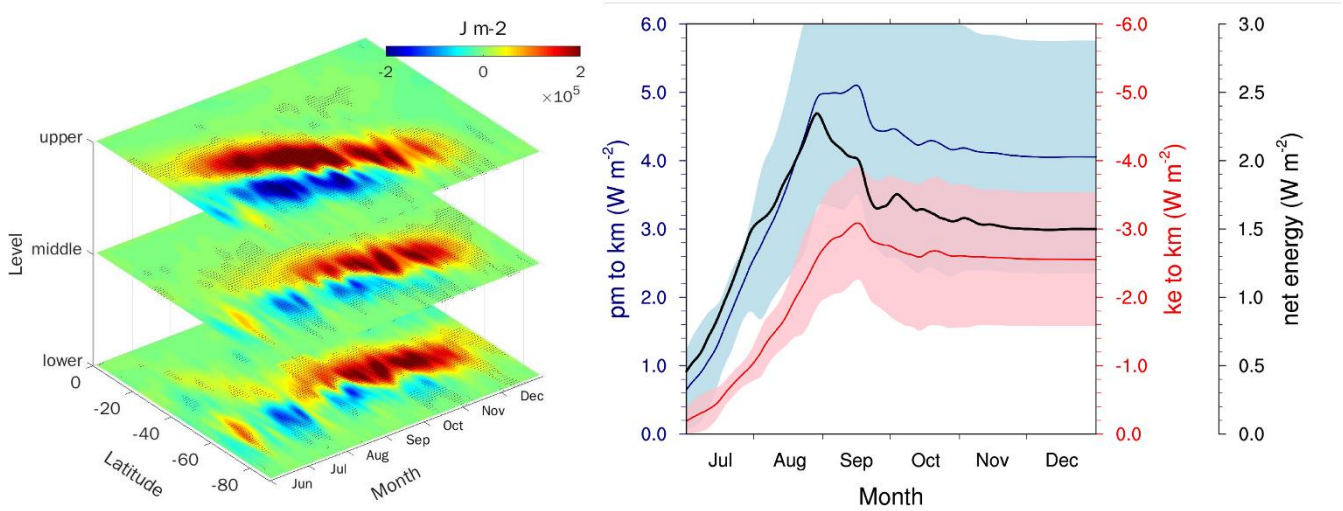 J m-2
-2
0
2
×10⁵
upper
middle
lower
Level
0
-20
-40
-60
-80
Latitude
Jun
Jul
Aug
Sep
Oct
Nov
Dec
Month
6.0
5.0
4.0
3.0
2.0
1.0
0.0
pm to km (W m⁻²)
-6.0
-5.0
-4.0
-3.0
-2.0
-1.0
0.0
ke to km (W m⁻²)
3.0
2.5
2.0
1.5
1.0
0.5
0.0
net energy (W m⁻²)
Jul
Aug
Sep
Oct
Nov
Dec
Month